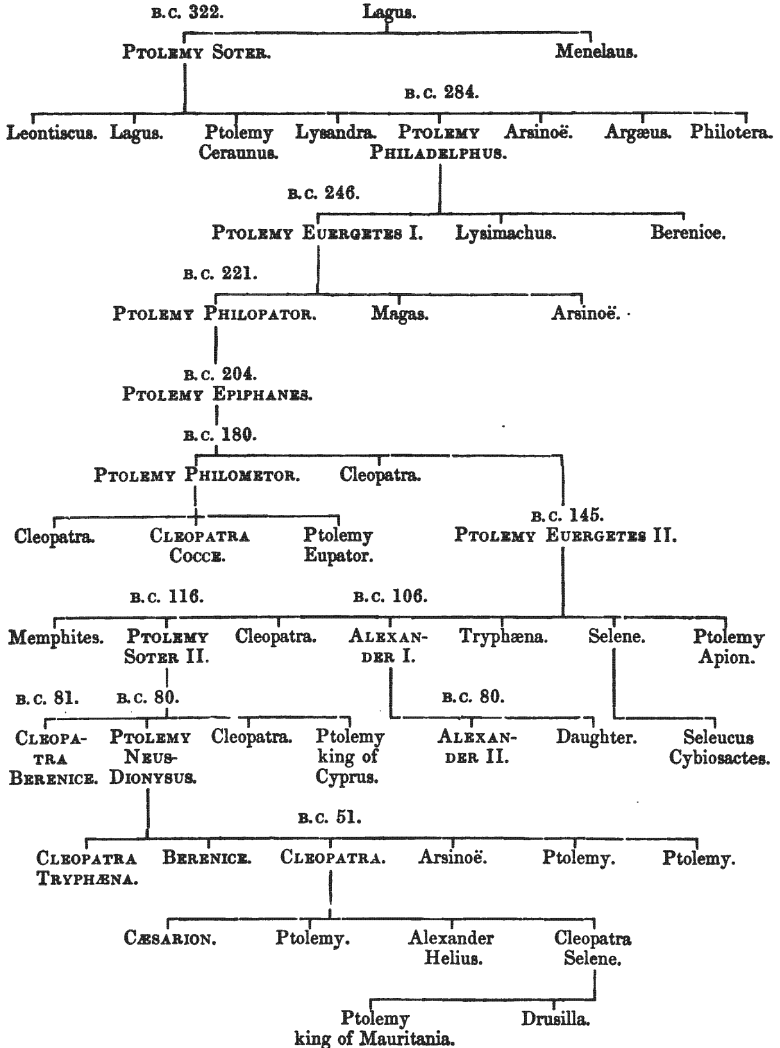 B.C. 322. Lagus.
PTOLEMY SOTER. Menelaus.
B.C. 284.
Leontiscus. Lagus. Ptolemy Lysandra. PTOLEMY Arsinoë. Argæus. Philotera.
Ceraunus. PHILADELPHUS.
B.C. 246.
PTOLEMY EUERGETES I. Lysimachus. Berenice.
B.C. 221.
PTOLEMY PHILOPATOR. Magas. Arsinoë.
B.C. 204.
PTOLEMY EPIPHANES.
B.C. 180.
PTOLEMY PHILOMETOR. Cleopatra.
B.C. 145.
Cleopatra. CLEOPATRA Ptolemy PTOLEMY EUERGETES II.
COCCE. Eupator.
B.C. 116. B.C. 106.
Memphites. PTOLEMY Cleopatra. ALEXAN- Tryphæna. Selene. Ptolemy
SOTER II. DER I. Apion.
B.C. 81. B.C. 80. B.C. 80.
CLEOPA- PTOLEMY Cleopatra. Ptolemy ALEXAN- Daughter. Seleucus
TRA NEUS- king of DER II. Cybiosactes.
BERENICE. DIONYSUS. Cyprus.
B.C. 51.
CLEOPATRA BERENICE. CLEOPATRA. Arsinoë. Ptolemy. Ptolemy.
TRYPHÆNA.
CÆSARION. Ptolemy. Alexander Cleopatra
Helius. Selene.
Ptolemy Drusilla.
king of Mauritania.